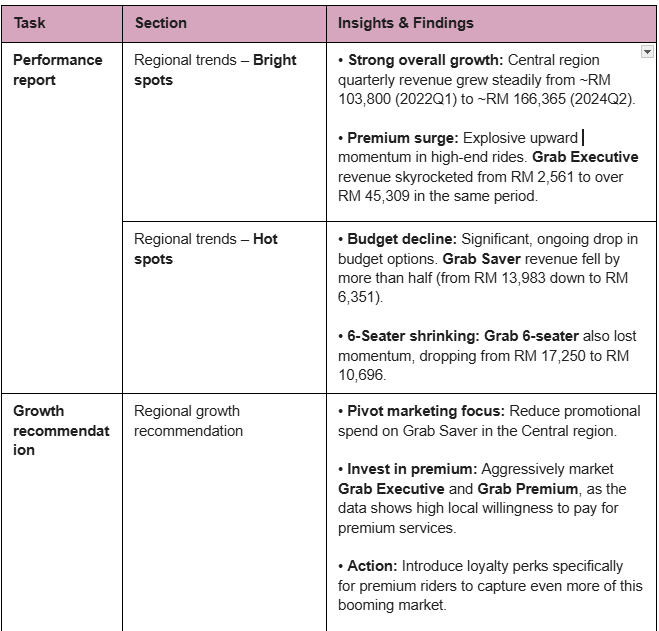 Task
Section
Insights & Findings
Performance
report
Regional trends – Bright
spots
• Strong overall growth: Central region
quarterly revenue grew steadily from ~RM
103,800 (2022Q1) to ~RM 166,365 (2024Q2).
• Premium surge: Explosive upward
momentum in high-end rides. Grab Executive
revenue skyrocketed from RM 2,561 to over
RM 45,309 in the same period.
Regional trends – Hot
spots
• Budget decline: Significant, ongoing drop in
budget options. Grab Saver revenue fell by
more than half (from RM 13,983 down to RM
6,351).
• 6-Seater shrinking: Grab 6-seater also lost
momentum, dropping from RM 17,250 to RM
10,696.
Growth
recommendat
ion
Regional growth
recommendation
• Pivot marketing focus: Reduce promotional
spend on Grab Saver in the Central region.
• Invest in premium: Aggressively market
Grab Executive and Grab Premium, as the
data shows high local willingness to pay for
premium services.
• Action: Introduce loyalty perks specifically
for premium riders to capture even more of this
booming market.